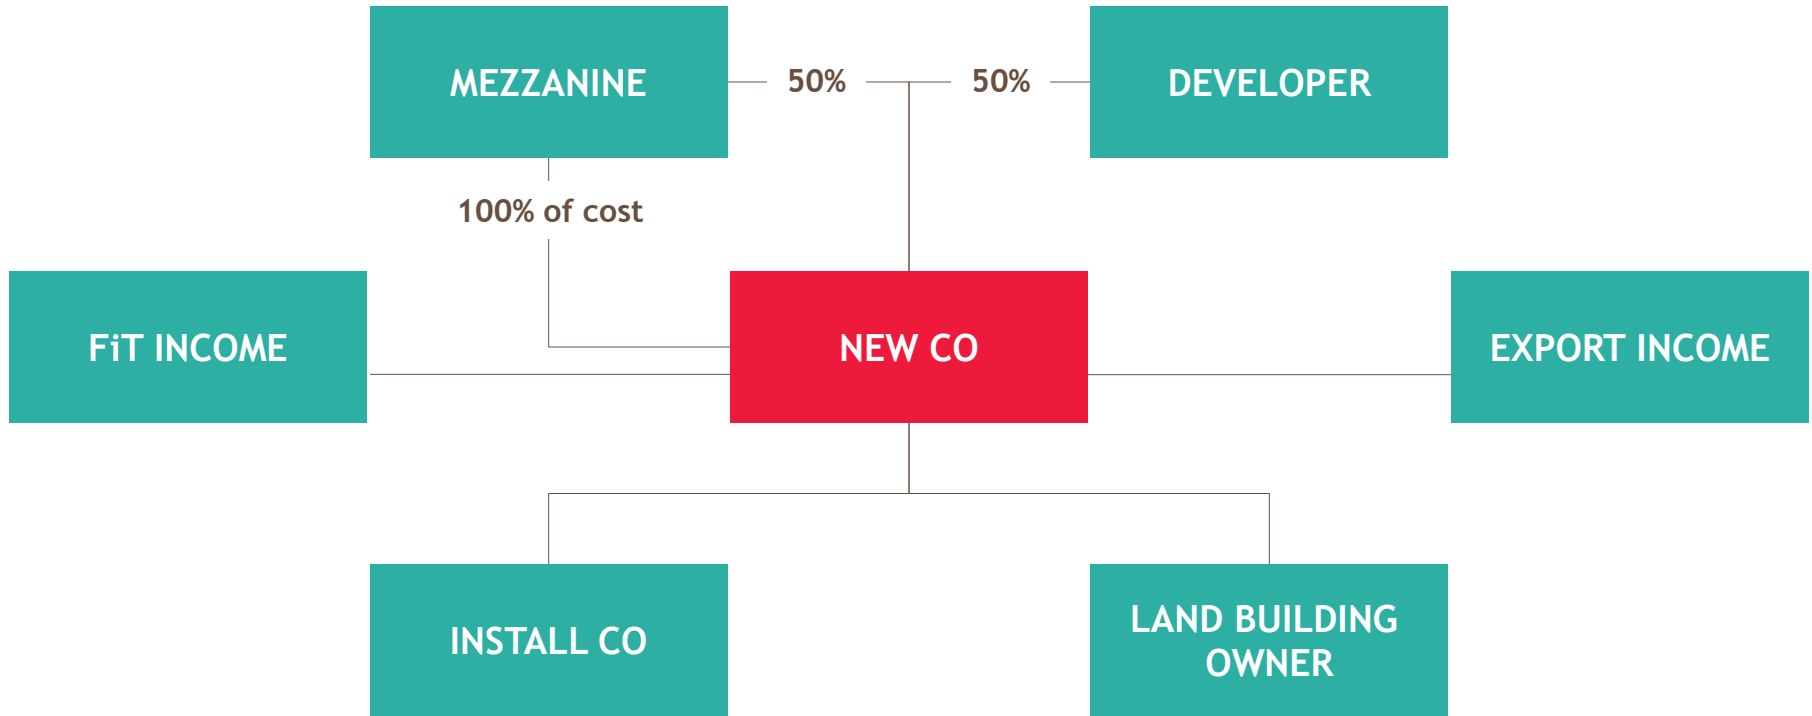 MEZZANINE
50%
50%
DEVELOPER
100% of cost
FiT INCOME
NEW CO
EXPORT INCOME
INSTALL CO
LAND BUILDING
OWNER